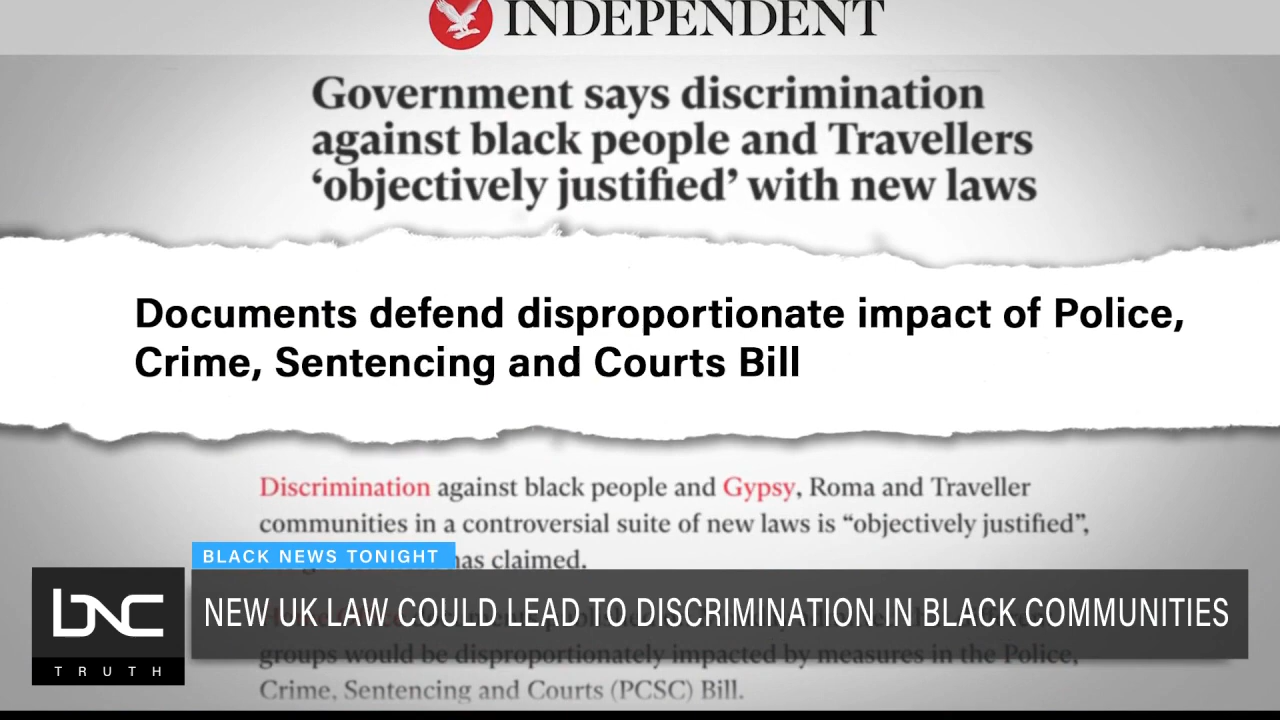 INDEPENDENT
Government says discrimination
against black people and Travellers
‘objectively justified’ with new laws
Documents defend disproportionate impact of Police,
Crime, Sentencing and Courts Bill
Discrimination against black people and Gypsy, Roma and Traveller
communities in a controversial suite of new laws is “objectively justified”,
has claimed.
BLACK NEWS TONIGHT
NEW UK LAW COULD LEAD TO DISCRIMINATION IN BLACK COMMUNITIES
BNC
TRUTH
groups would be disproportionately impacted by measures in the Police,
Crime, Sentencing and Courts (PCSC) Bill.